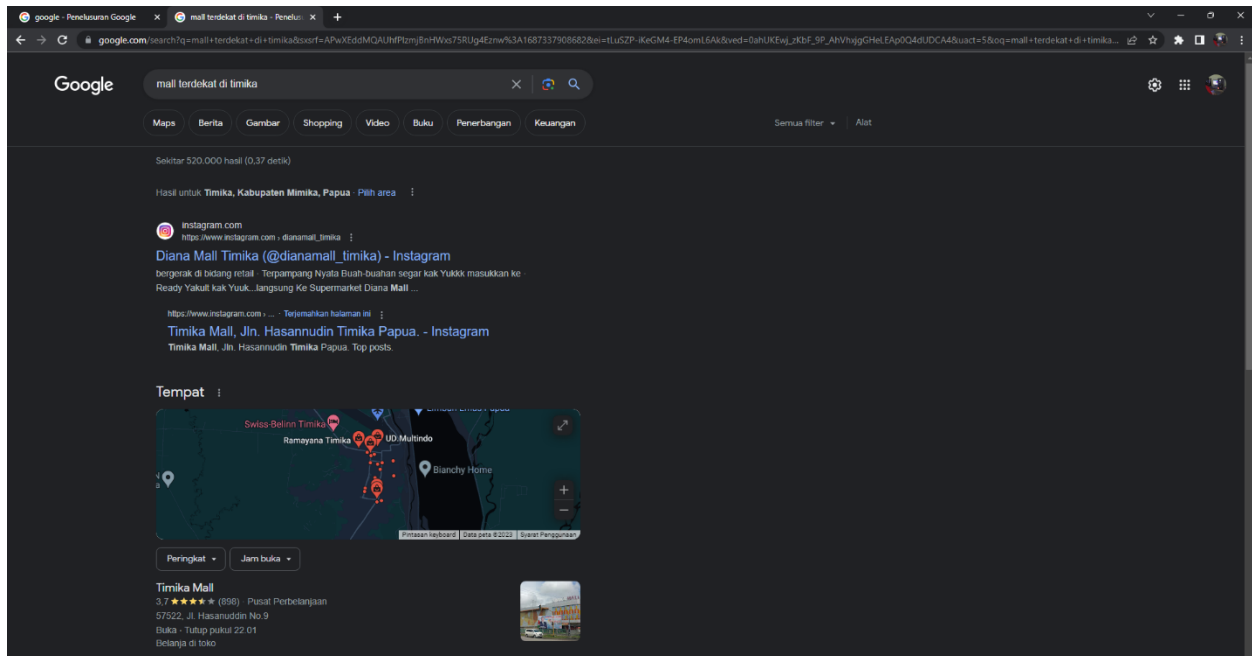 google - Penelusuran Google
mall terdekat di timika - Penelus
google.com/search?q=mall+terdekat+di+timika&sxsrf=APwXEddMQAUhfPlzmjBnHWxs75RUg4Eznw%3A1687337908682&ei=tLuSZP-iKeGM4-EP4omL6Ak&ved=0ahUKEwj_zKbF_9P_AhVhxjgGHeLEAp0Q4dUDCA4&uact=5&oq=mall+terdekat+di+timika...
Google
mall terdekat di timika
Maps Berita Gambar Shopping Video Buku Penerbangan Keuangan Semua filter Alat
Sekitar 520.000 hasil (0,37 detik)
Hasil untuk Timika, Kabupaten Mimika, Papua · Pilih area
instagram.com
https://www.instagram.com › dianamall_timika
Diana Mall Timika (@dianamall_timika) - Instagram
bergerak di bidang retail · Terpampang Nyata Buah-buahan segar kak Yukkk masukkan ke ·
Ready Yakult kak Yuuk...langsung Ke Supermarket Diana Mall ...
https://www.instagram.com › ... · Terjemahkan halaman ini
Timika Mall, Jln. Hasannudin Timika Papua. - Instagram
Timika Mall, Jln. Hasannudin Timika Papua. Top posts.
Tempat
Swiss-Belinn Timika
Ramayana Timika
UD.Multindo
Bianchy Home
Pintasan keyboard Data peta ©2023 Syarat Penggunaan
Peringkat Jam buka
Timika Mall
3,7 (898) · Pusat Perbelanjaan
57522, Jl. Hasanuddin No.9
Buka · Tutup pukul 22.01
Belanja di toko